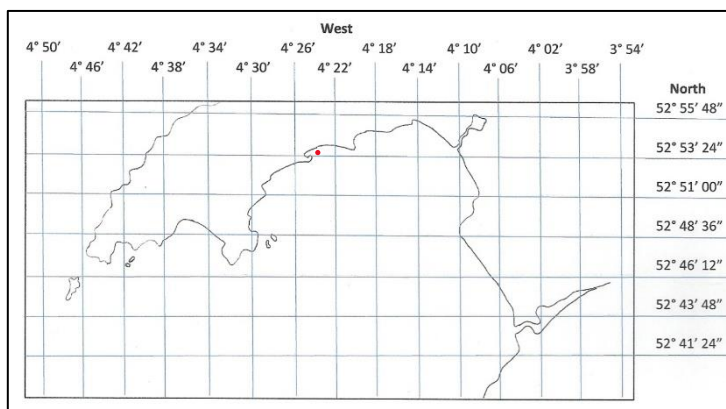 West
4° 50’ 4° 42’ 4° 34’ 4° 26’ 4° 18’ 4° 10’ 4° 02’ 3° 54’
4° 46’ 4° 38’ 4° 30’ 4° 22’ 4° 14’ 4° 06’ 3° 58’
North
52° 55’ 48”
52° 53’ 24”
52° 51’ 00”
52° 48’ 36”
52° 46’ 12”
52° 43’ 48”
52° 41’ 24”